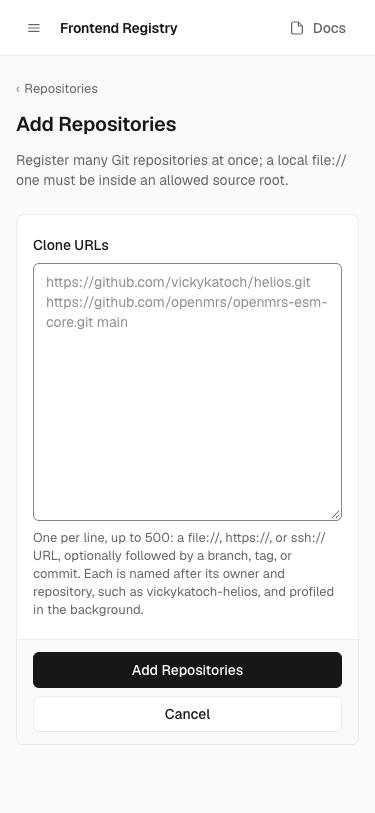 Frontend Registry
Docs
‹ Repositories
Add Repositories
Register many Git repositories at once; a local file://
one must be inside an allowed source root.
Clone URLs
https://github.com/vickykatoch/helios.git
https://github.com/openmrs/openmrs-esm-
core.git main
One per line, up to 500: a file://, https://, or ssh://
URL, optionally followed by a branch, tag, or
commit. Each is named after its owner and
repository, such as vickykatoch-helios, and profiled
in the background.
Add Repositories
Cancel